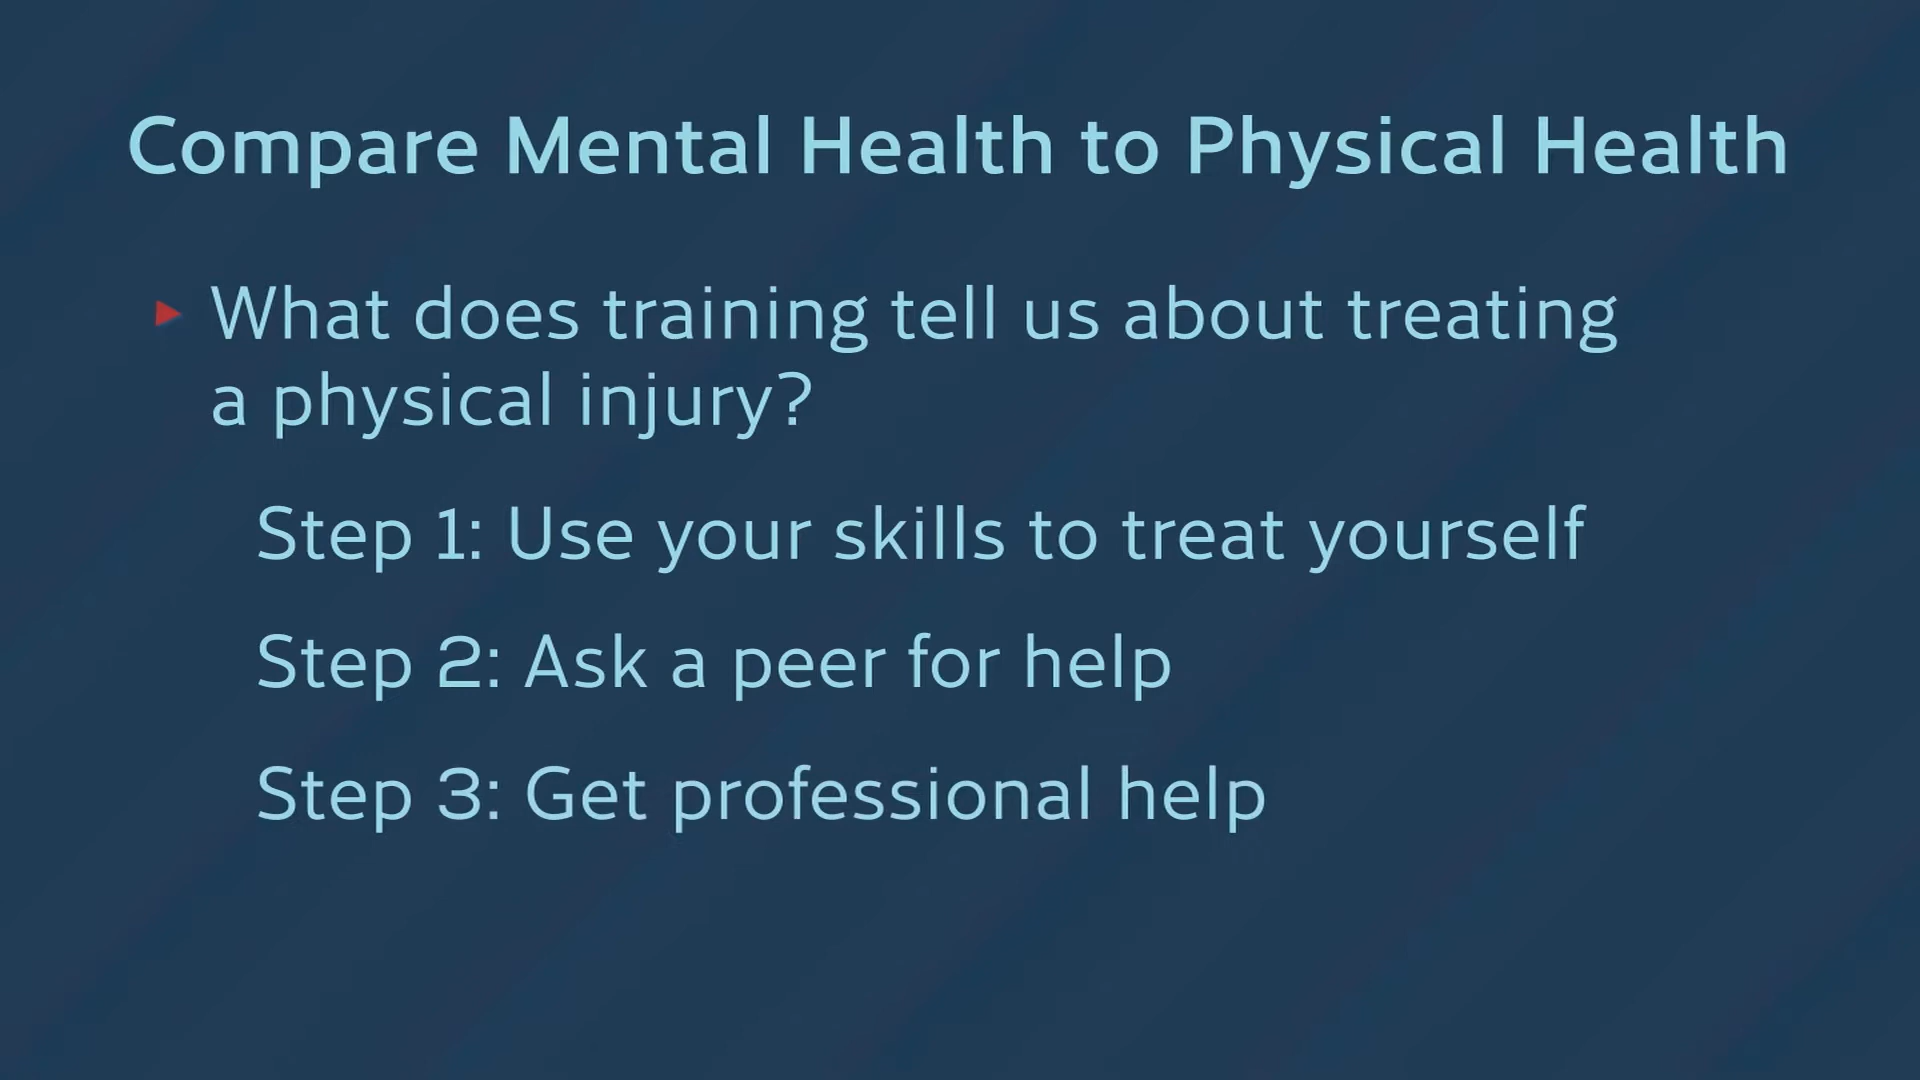 Compare Mental Health to Physical Health
What does training tell us about treating
a physical injury?
Step 1: Use your skills to treat yourself
Step 2: Ask a peer for help
Step 3: Get professional help